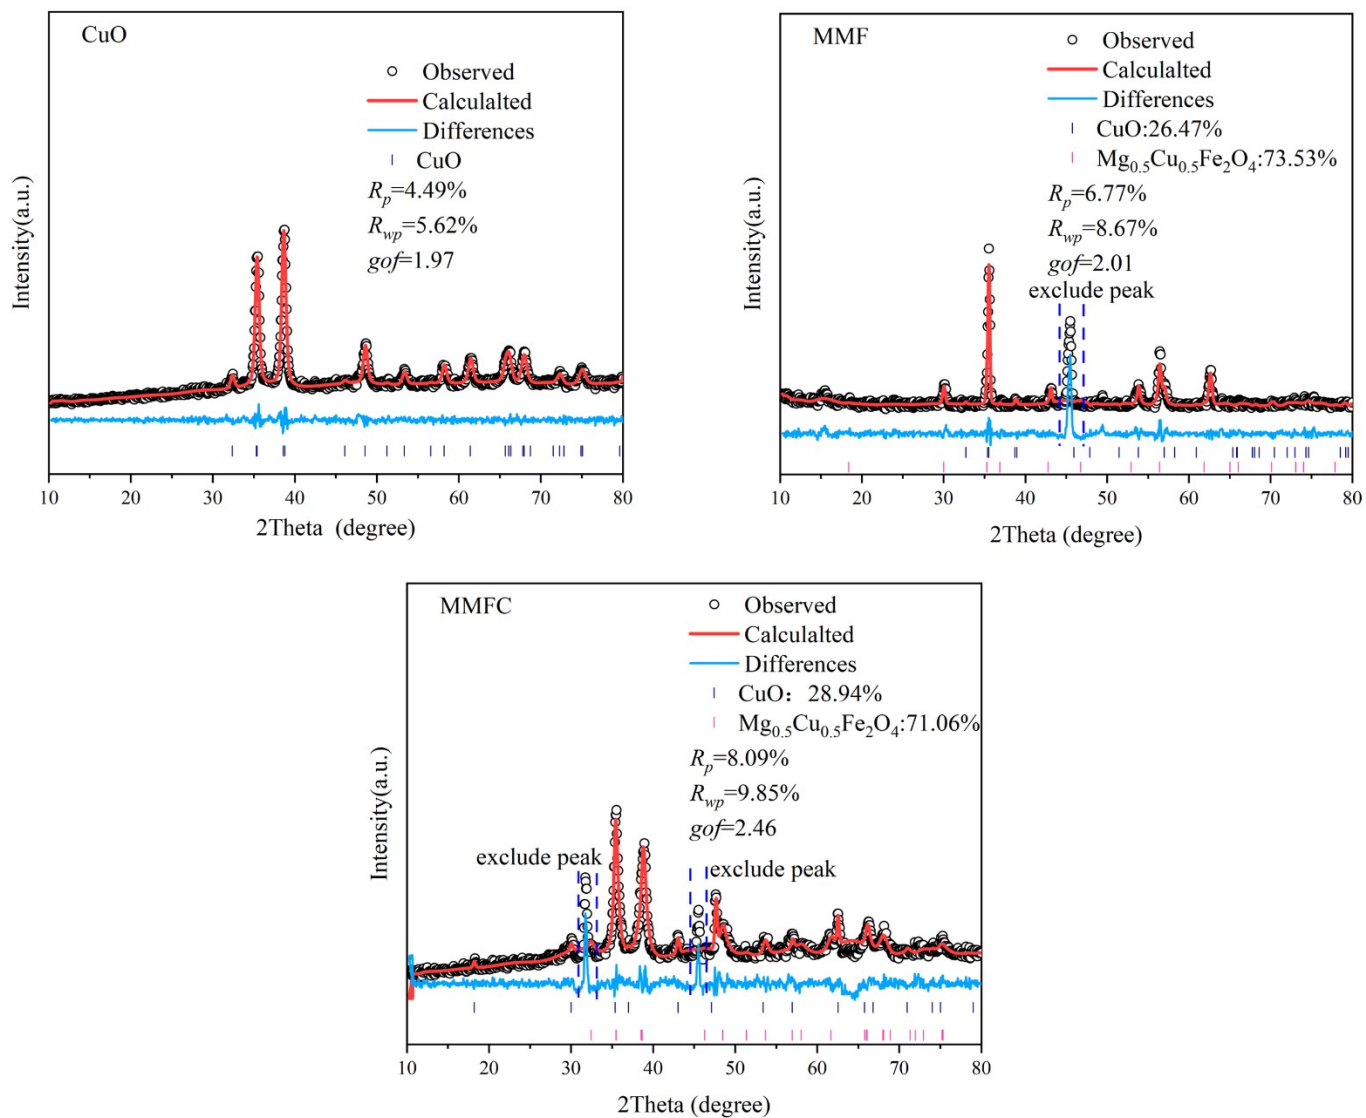 CuO
Observed
Calculalted
Differences
CuO
Rp=4.49%
Rwp=5.62%
gof=1.97
Intensity(a.u.)
10 20 30 40 50 60 70 80
2Theta (degree)
MMF
Observed
Calculalted
Differences
CuO:26.47%
Mg0.5Cu0.5Fe2O4:73.53%
Rp=6.77%
Rwp=8.67%
gof=2.01
exclude peak
Intensity(a.u.)
10 20 30 40 50 60 70 80
2Theta (degree)
MMFC
Observed
Calculalted
Differences
CuO：28.94%
Mg0.5Cu0.5Fe2O4:71.06%
Rp=8.09%
Rwp=9.85%
gof=2.46
exclude peak
exclude peak
Intensity(a.u.)
10 20 30 40 50 60 70 80
2Theta (degree)